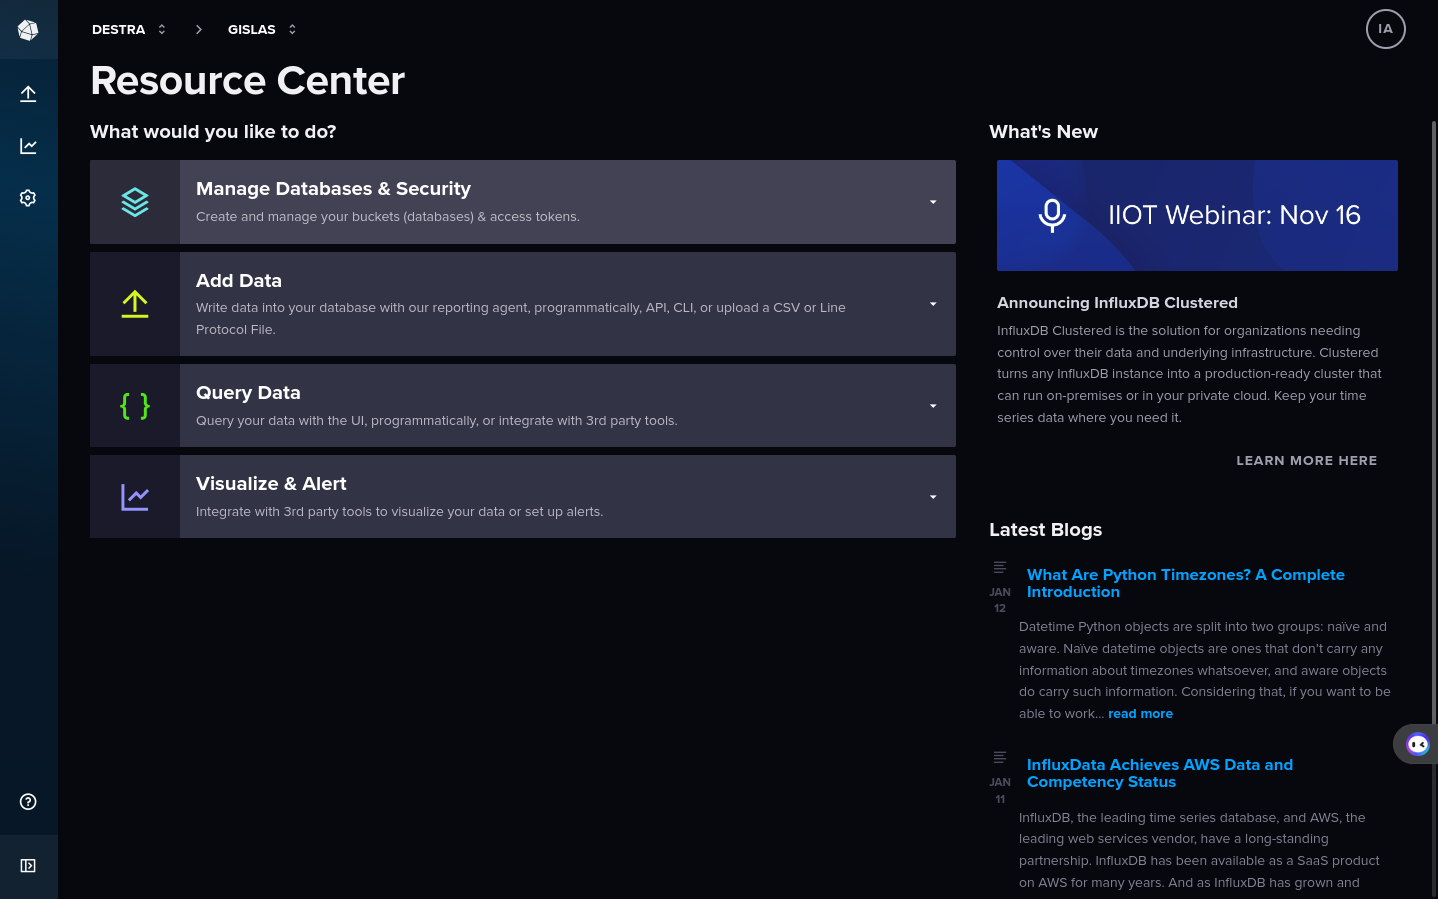 DESTRA
GISLAS
IA
Resource Center
What would you like to do?
Manage Databases & Security
Create and manage your buckets (databases) & access tokens.
Add Data
Write data into your database with our reporting agent, programmatically, API, CLI, or upload a CSV or Line
Protocol File.
Query Data
Query your data with the UI, programmatically, or integrate with 3rd party tools.
Visualize & Alert
Integrate with 3rd party tools to visualize your data or set up alerts.
What's New
IIOT Webinar: Nov 16
Announcing InfluxDB Clustered
InfluxDB Clustered is the solution for organizations needing
control over their data and underlying infrastructure. Clustered
turns any InfluxDB instance into a production-ready cluster that
can run on-premises or in your private cloud. Keep your time
series data where you need it.
LEARN MORE HERE
Latest Blogs
JAN
12
What Are Python Timezones? A Complete
Introduction
Datetime Python objects are split into two groups: naïve and
aware. Naïve datetime objects are ones that don't carry any
information about timezones whatsoever, and aware objects
do carry such information. Considering that, if you want to be
able to work... read more
JAN
11
InfluxData Achieves AWS Data and
Competency Status
InfluxDB, the leading time series database, and AWS, the
leading web services vendor, have a long-standing
partnership. InfluxDB has been available as a SaaS product
on AWS for many years. And as InfluxDB has grown and